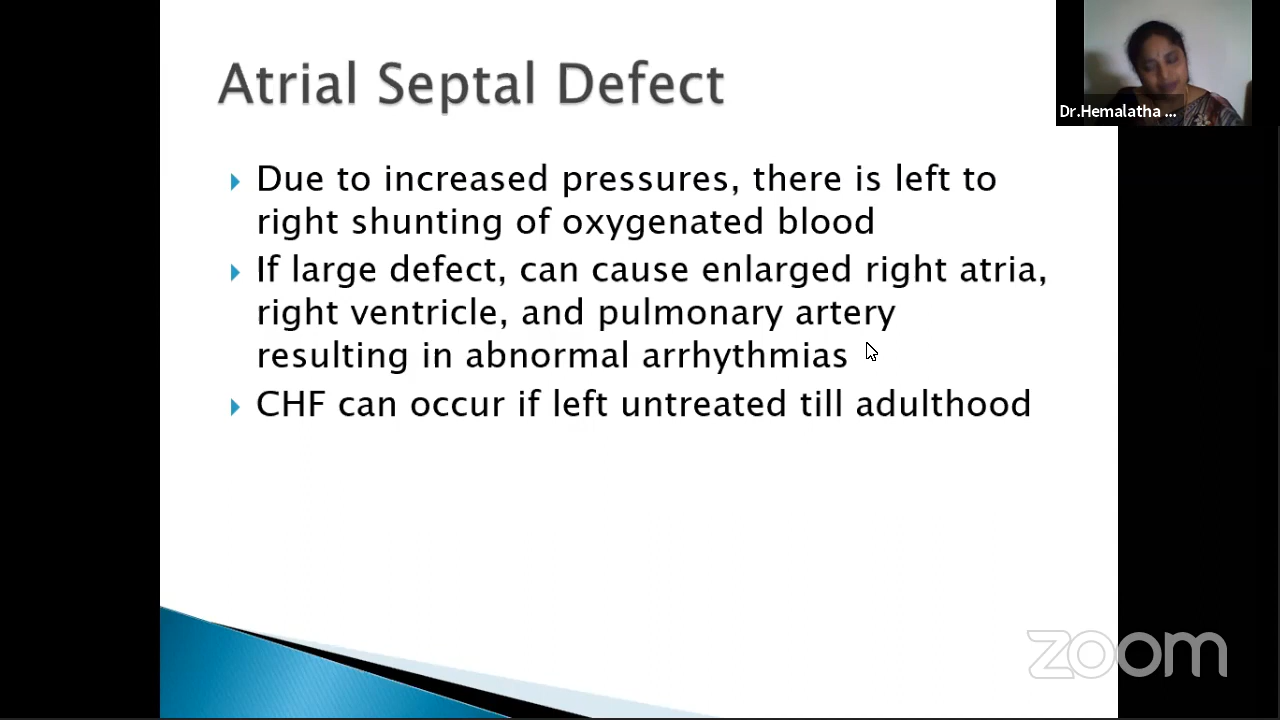 Atrial Septal Defect
Dr.Hemalatha ...
Due to increased pressures, there is left to
right shunting of oxygenated blood
If large defect, can cause enlarged right atria,
right ventricle, and pulmonary artery
resulting in abnormal arrhythmias
CHF can occur if left untreated till adulthood
zoom